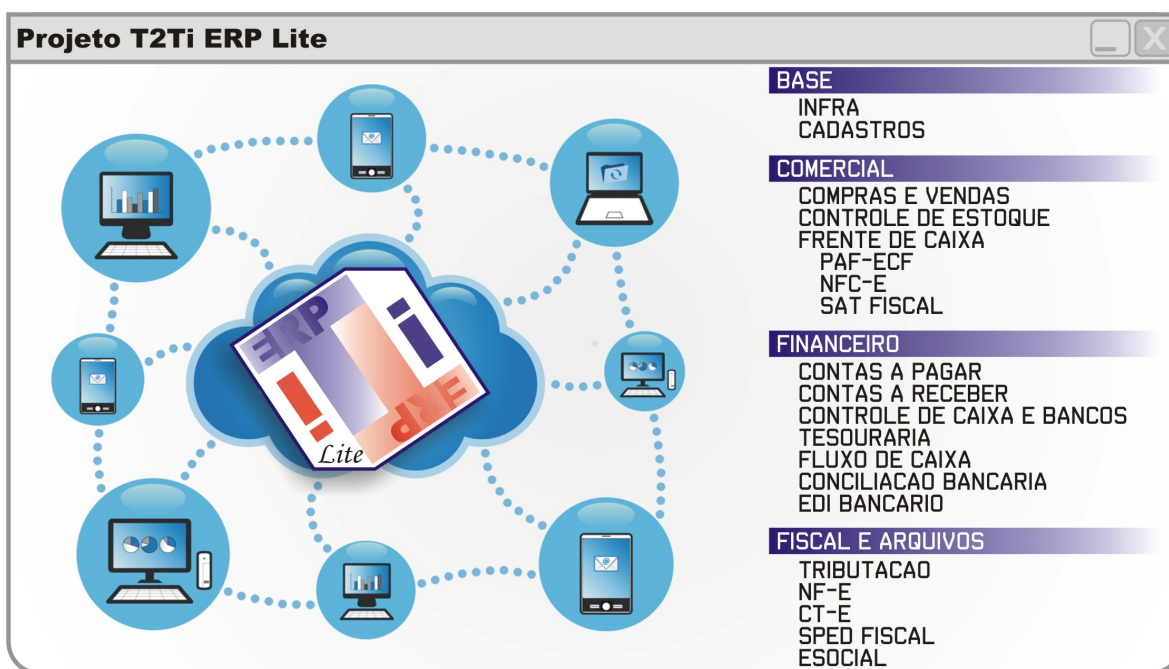 Projeto T2Ti ERP Lite
ERP
ERP
Lite
BASE
INFRA
CADASTROS
COMERCIAL
COMPRAS E VENDAS
CONTROLE DE ESTOQUE
FRENTE DE CAIXA
PAF-ECF
NFC-E
SAT FISCAL
FINANCEIRO
CONTAS A PAGAR
CONTAS A RECEBER
CONTROLE DE CAIXA E BANCOS
TESOURARIA
FLUXO DE CAIXA
CONCILIACAO BANCARIA
EDI BANCARIO
FISCAL E ARQUIVOS
TRIBUTACAO
NF-E
CT-E
SPED FISCAL
ESOCIAL